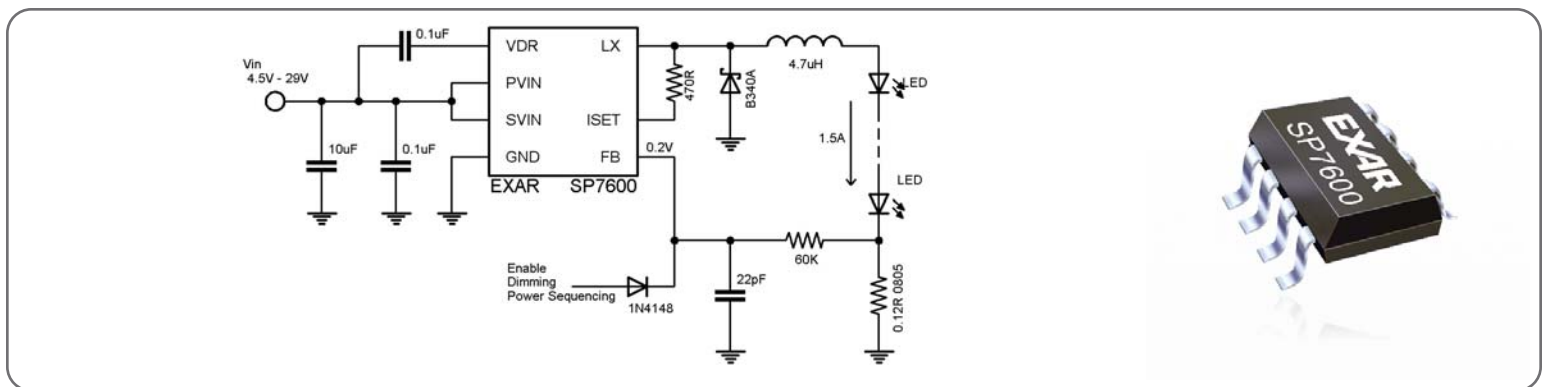 Vin
4.5V - 29V
0.1uF
10uF
0.1uF
VDR
PVIN
SVIN
GND
LX
ISET
FB
EXAR SP7600
470R
B340A
4.7uH
LED
1.5A
LED
0.2V
Enable
Dimming
Power Sequencing
1N4148
22pF
60K
0.12R 0805
EXAR
SP7600